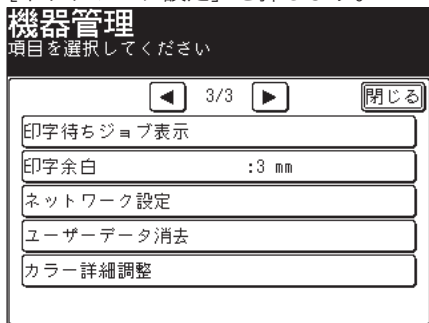 機器管理
項目を選択してください
◀ 3/3 ▶ 閉じる
印字待ちジョブ表示
印字余白 :3 mm
ネットワーク設定
ユーザーデータ消去
カラー詳細調整